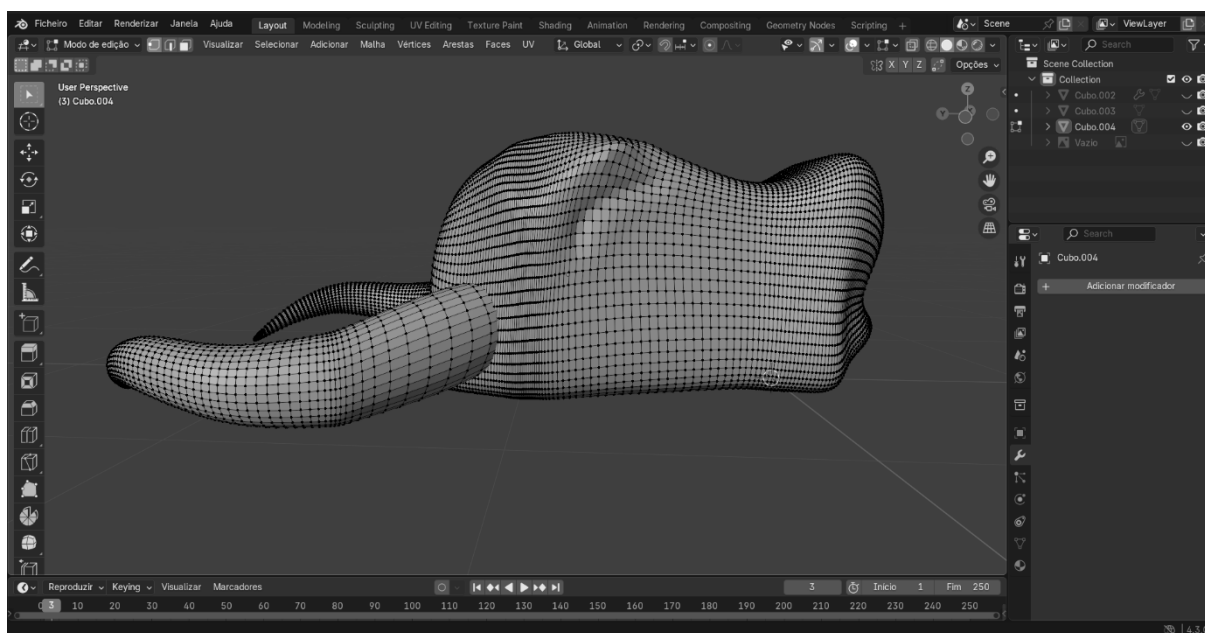 Ficheiro Editar Renderizar Janela Ajuda Layout Modeling Sculpting UV Editing Texture Paint Shading Animation Rendering Compositing Geometry Nodes Scripting + Scene ViewLayer
Modo de edição Visualizar Selecionar Adicionar Malha Vértices Arestas Faces UV Global Search
X Y Z Opções
Scene Collection
Collection
Cubo.002
Cubo.003
Cubo.004
Vazio
User Perspective
(3) Cubo.004
Z
Y
Search
Cubo.004
+ Adicionar modificador
Reproduzir Keying Visualizar Marcadores 3 Início 1 Fim 250
3 10 20 30 40 50 60 70 80 90 100 110 120 130 140 150 160 170 180 190 200 210 220 230 240 250